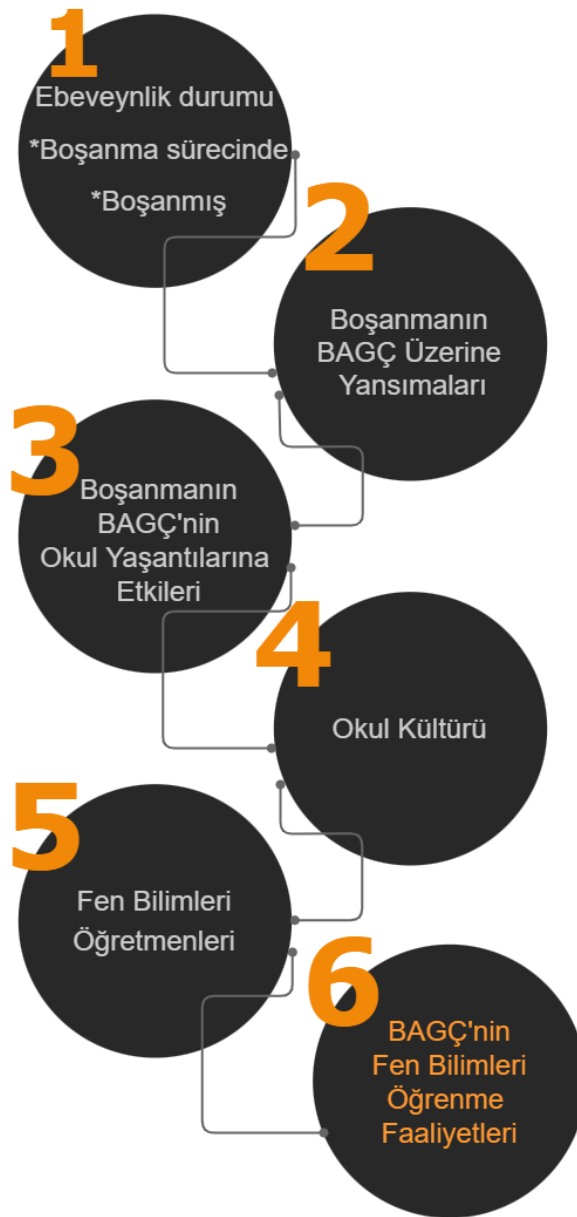 1
Ebeveynlik durumu
*Boşanma sürecinde
*Boşanmış
2
Boşanmanın
BAGÇ Üzerine
Yansımaları
3
Boşanmanın
BAGÇ'nin
Okul Yaşantılarına
Etkileri
4
Okul Kültürü
5
Fen Bilimleri
Öğretmenleri
6
BAGÇ'nin
Fen Bilimleri
Öğrenme
Faaliyetleri